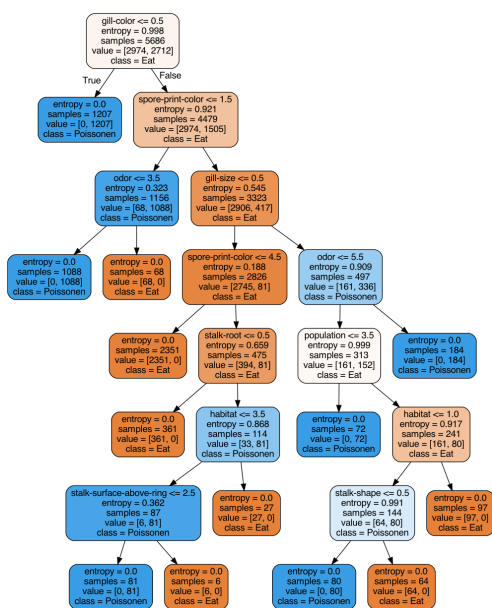 gill-color <= 0.5
entropy = 0.998
samples = 5686
value = [2974, 2712]
class = Eat
True
False
entropy = 0.0
samples = 1207
value = [0, 1207]
class = Poissonen
spore-print-color <= 1.5
entropy = 0.921
samples = 4479
value = [2974, 1505]
class = Eat
odor <= 3.5
entropy = 0.323
samples = 1156
value = [68, 1088]
class = Poissonen
gill-size <= 0.5
entropy = 0.545
samples = 3323
value = [2906, 417]
class = Eat
entropy = 0.0
samples = 1088
value = [0, 1088]
class = Poissonen
entropy = 0.0
samples = 68
value = [68, 0]
class = Eat
spore-print-color <= 4.5
entropy = 0.188
samples = 2826
value = [2745, 81]
class = Eat
odor <= 5.5
entropy = 0.909
samples = 497
value = [161, 336]
class = Poissonen
entropy = 0.0
samples = 2351
value = [2351, 0]
class = Eat
stalk-root <= 0.5
entropy = 0.659
samples = 475
value = [394, 81]
class = Eat
population <= 3.5
entropy = 0.999
samples = 313
value = [161, 152]
class = Eat
entropy = 0.0
samples = 184
value = [0, 184]
class = Poissonen
entropy = 0.0
samples = 361
value = [361, 0]
class = Eat
habitat <= 3.5
entropy = 0.868
samples = 114
value = [33, 81]
class = Poissonen
entropy = 0.0
samples = 72
value = [0, 72]
class = Poissonen
habitat <= 1.0
entropy = 0.917
samples = 241
value = [161, 80]
class = Eat
stalk-surface-above-ring <= 2.5
entropy = 0.362
samples = 87
value = [6, 81]
class = Poissonen
entropy = 0.0
samples = 27
value = [27, 0]
class = Eat
stalk-shape <= 0.5
entropy = 0.991
samples = 144
value = [64, 80]
class = Poissonen
entropy = 0.0
samples = 97
value = [97, 0]
class = Eat
entropy = 0.0
samples = 81
value = [0, 81]
class = Poissonen
entropy = 0.0
samples = 6
value = [6, 0]
class = Eat
entropy = 0.0
samples = 80
value = [0, 80]
class = Poissonen
entropy = 0.0
samples = 64
value = [64, 0]
class = Eat